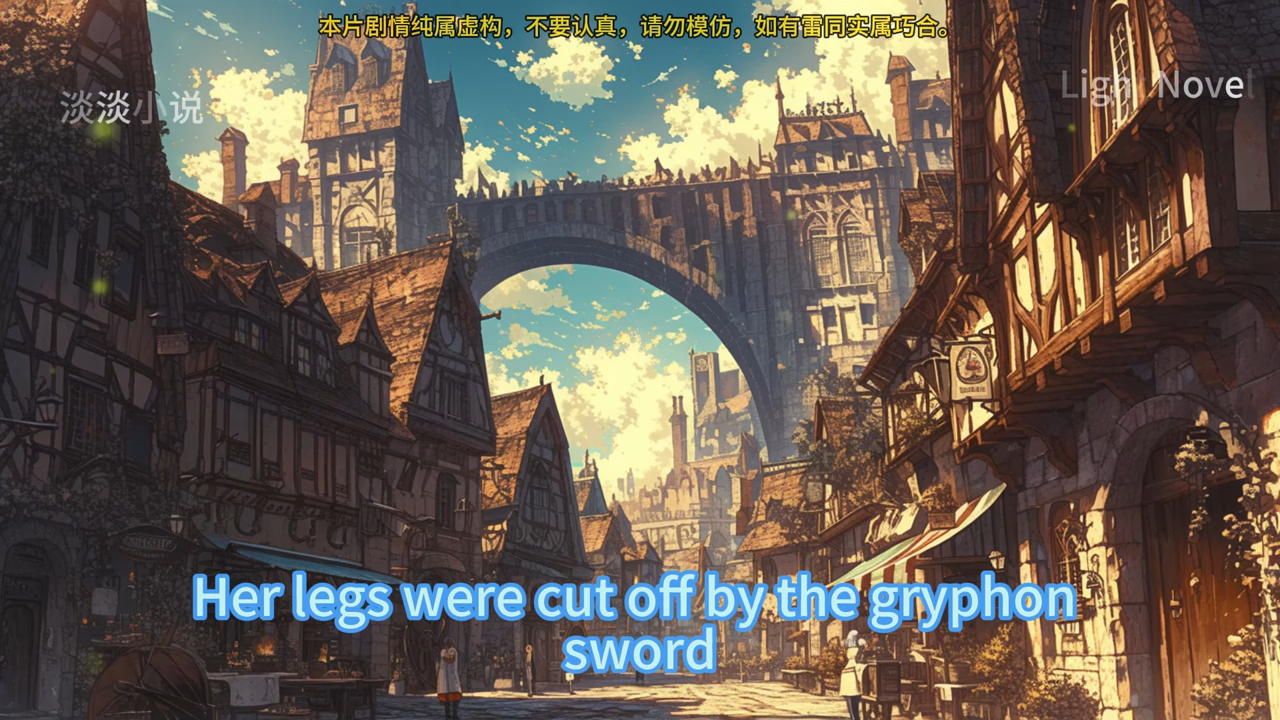 本片剧情纯属虚构，不要认真，请勿模仿，如有雷同实属巧合。
淡淡小说
Light Novel
Her legs were cut off by the gryphon
sword